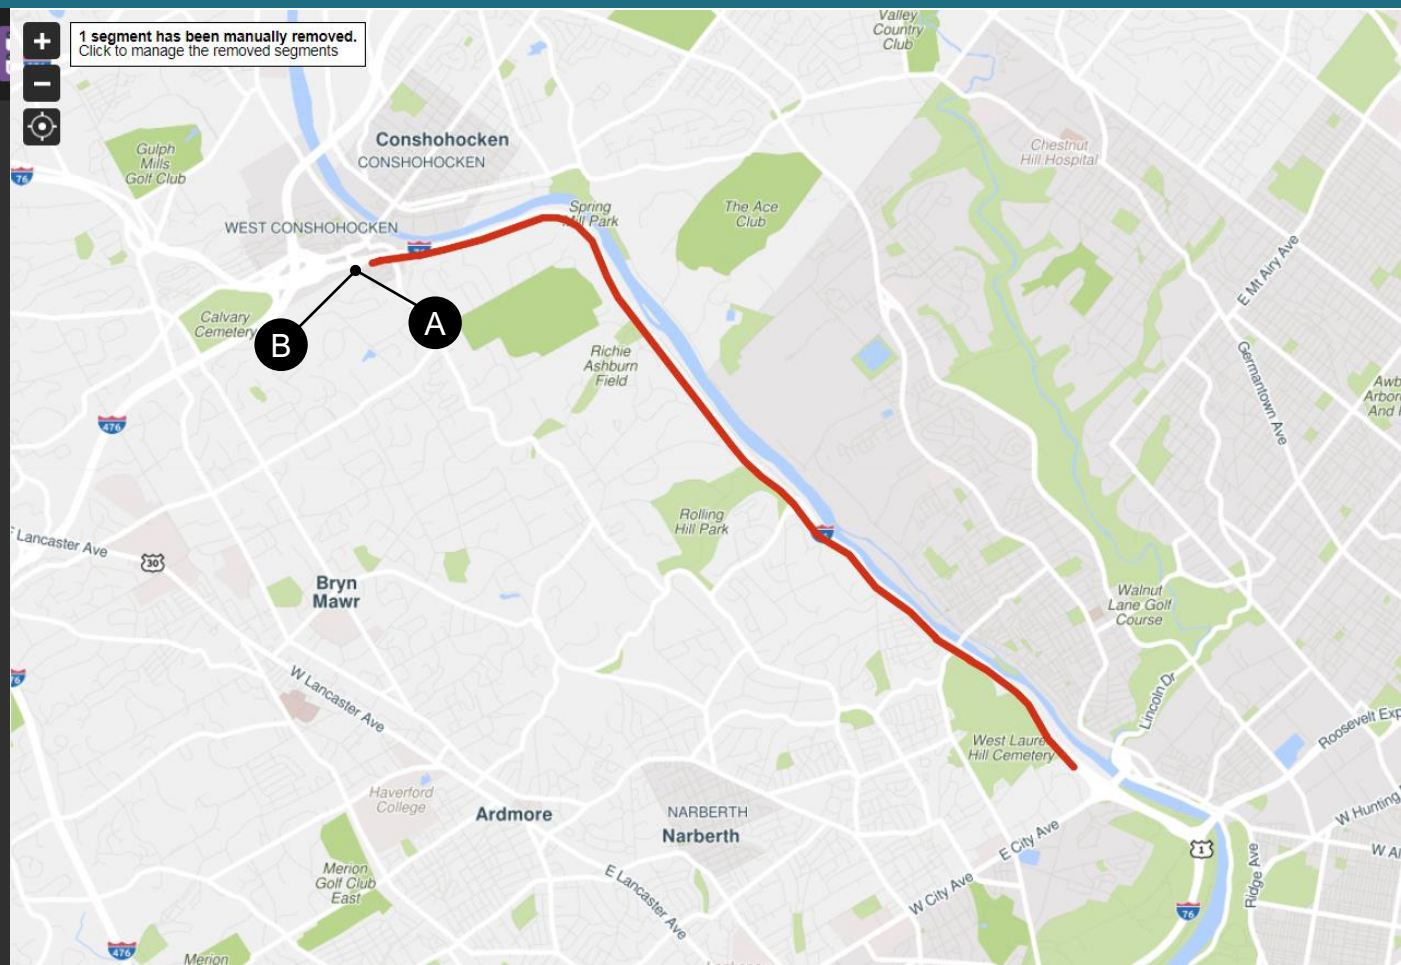 1 segment has been manually removed.
Click to manage the removed segments
+
−
Valley
Country
Club
Conshohocken
CONSHOHOCKEN
Gulph
Mills
Golf Club
76
Chestnut
Hill Hospital
Spring
Mill Park
The Ace
Club
WEST CONSHOHOCKEN
E Mt Airy Ave
Calvary
Cemetery
B
A
Richie
Ashburn
Field
Germantown Ave
476
Rolling
Hill Park
Lancaster Ave
30
Bryn
Mawr
Walnut
Lane Golf
Course
W Lancaster Ave
Lincoln Dr
Roosevelt Exp
West Laurel
Hill Cemetery
Haverford
College
Ardmore
NARBERTH
Narberth
W Hunting
E City Ave
1
W Al
Merion
Golf Club
East
E Lancaster Ave
W City Ave
Ridge Ave
76
476
Merion